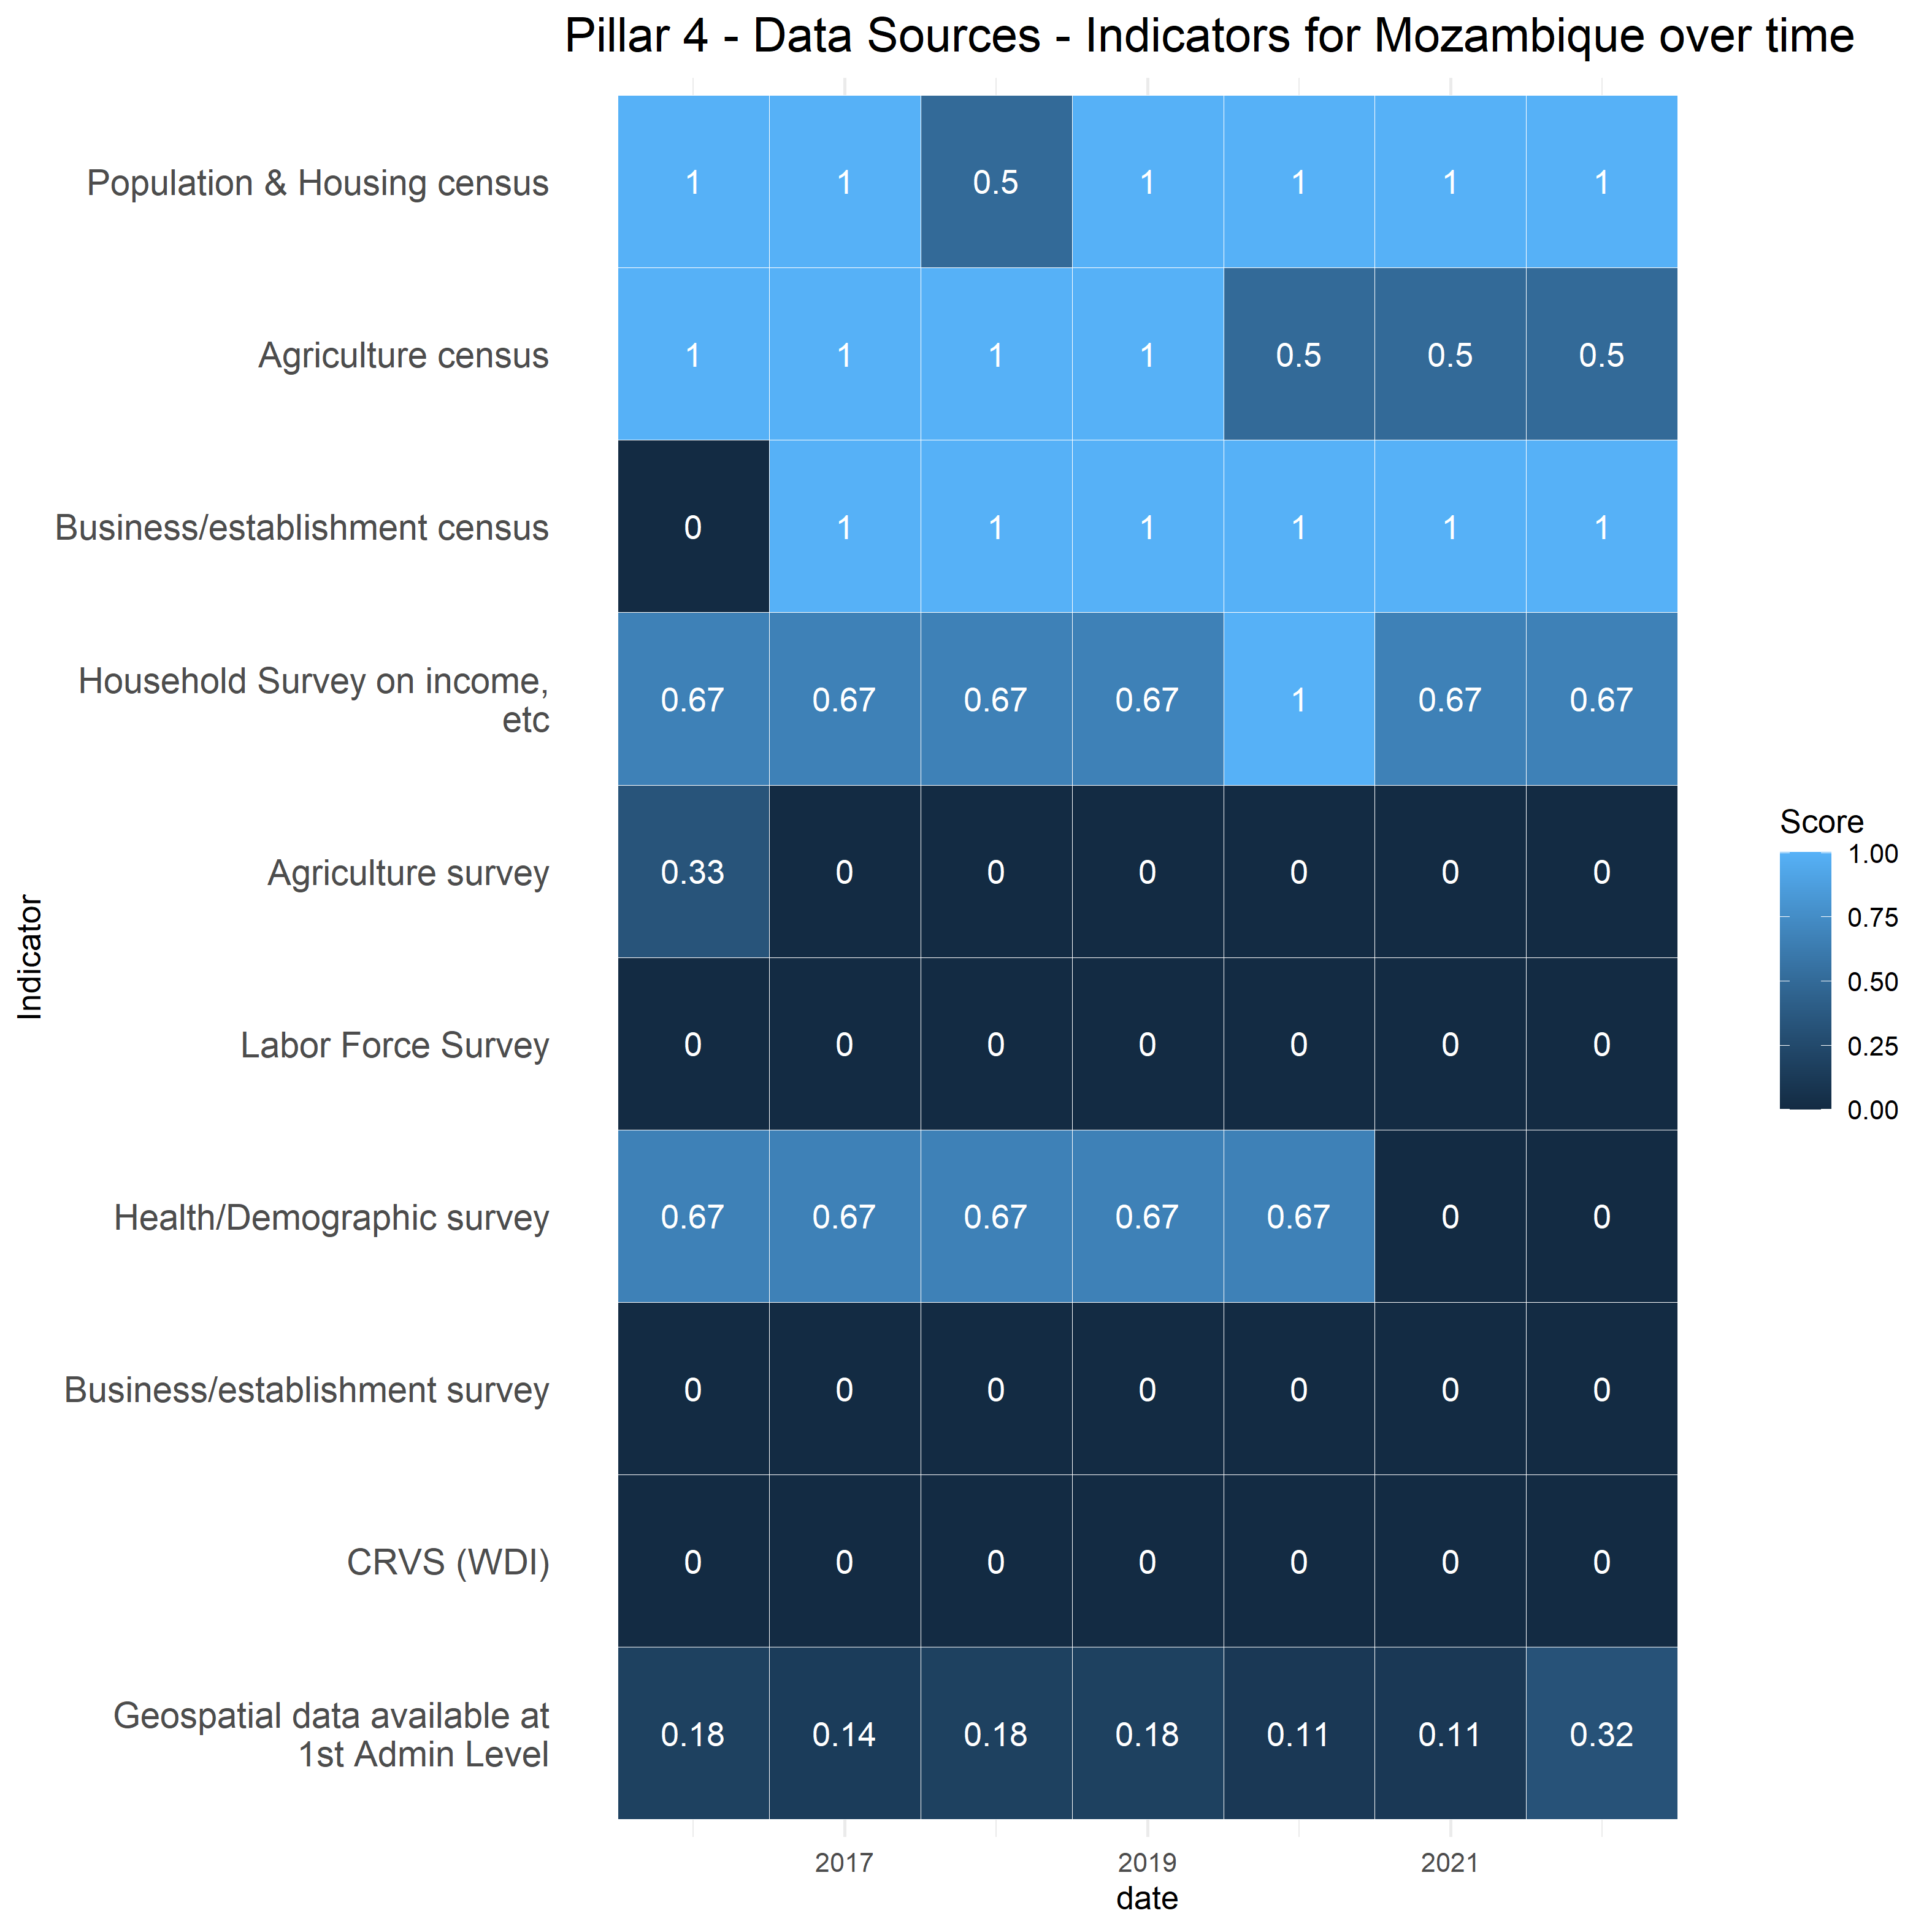 Pillar 4 - Data Sources - Indicators for Mozambique over time
Population & Housing census
1 1 0.5 1 1 1 1
Agriculture census
1 1 1 1 0.5 0.5 0.5
Business/establishment census
0 1 1 1 1 1 1
Household Survey on income,
etc
0.67 0.67 0.67 0.67 1 0.67 0.67
Agriculture survey
0.33 0 0 0 0 0 0
Labor Force Survey
0 0 0 0 0 0 0
Health/Demographic survey
0.67 0.67 0.67 0.67 0.67 0 0
Business/establishment survey
0 0 0 0 0 0 0
CRVS (WDI)
0 0 0 0 0 0 0
Geospatial data available at
1st Admin Level
0.18 0.14 0.18 0.18 0.11 0.11 0.32
2017 2019 2021
date
Indicator
Score
1.00
0.75
0.50
0.25
0.00